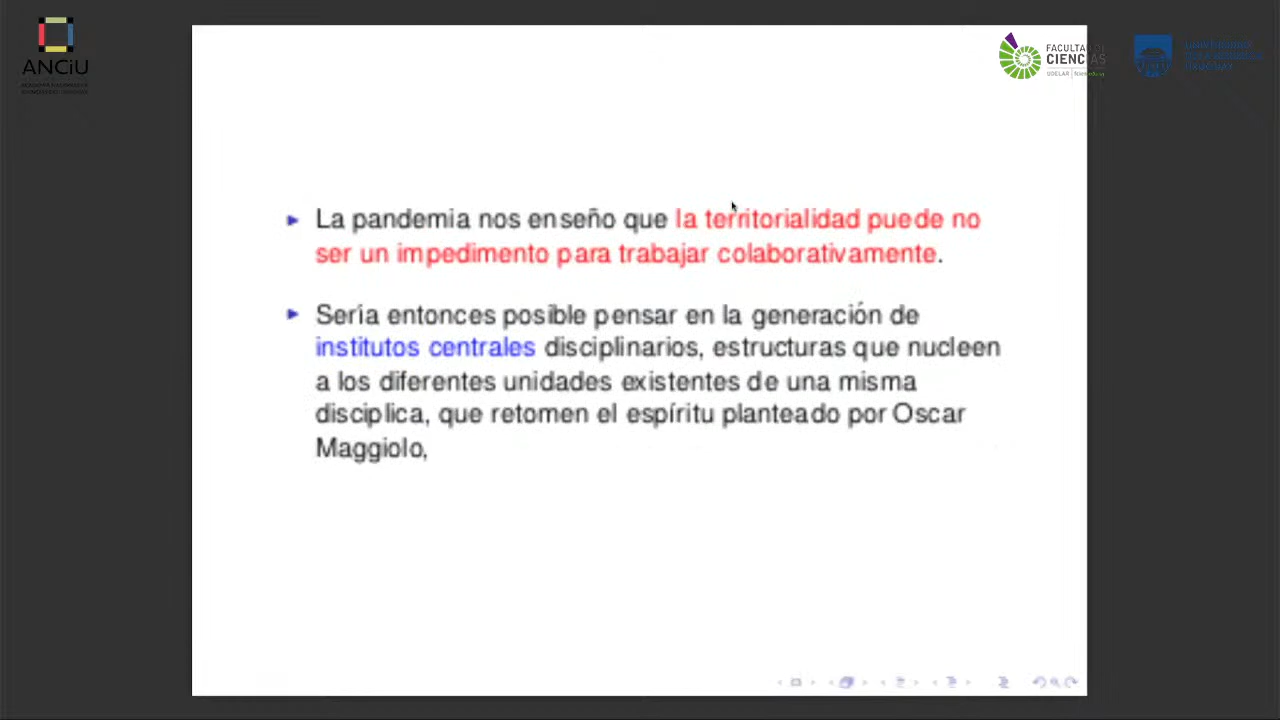 ANCiU
FACULTAD DE
CIENCIAS
UDELAR
La pandemia nos enseño que la territorialidad puede no
ser un impedimento para trabajar colaborativamente.
Sería entonces posible pensar en la generación de
institutos centrales disciplinarios, estructuras que nucleen
a los diferentes unidades existentes de una misma
disciplica, que retomen el espíritu planteado por Oscar
Maggiolo,